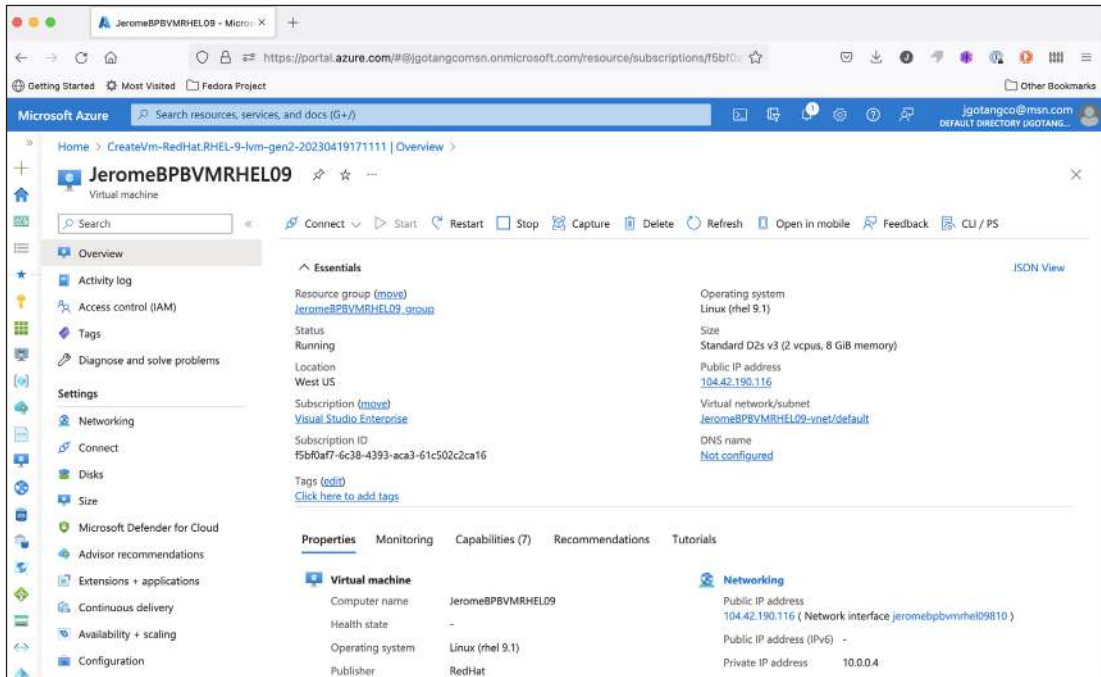 JeromeBPBVMRHEL09 - Micro
https://portal.azure.com/#@jgotangcomsn.onmicrosoft.com/resource/subscriptions/f5bf0
Getting Started Most Visited Fedora Project Other Bookmarks
Microsoft Azure Search resources, services, and docs (G+/) 1 jgotangco@msn.com
DEFAULT DIRECTORY (JGOTANG...
Home > CreateVm-RedHat.RHEL-9-lvm-gen2-20230419171111 | Overview >
JeromeBPBVMRHEL09
Virtual machine
Search
Connect Start Restart Stop Capture Delete Refresh Open in mobile Feedback CLI / PS
Overview
Activity log
Access control (IAM)
Tags
Diagnose and solve problems
Settings
Networking
Connect
Disks
Size
Microsoft Defender for Cloud
Advisor recommendations
Extensions + applications
Continuous delivery
Availability + scaling
Configuration
Essentials JSON View
Resource group (move)
JeromeBPBVMRHEL09_group
Status
Running
Location
West US
Subscription (move)
Visual Studio Enterprise
Subscription ID
f5bf0af7-6c38-4393-aca3-61c502c2ca16
Tags (edit)
Click here to add tags
Operating system
Linux (rhel 9.1)
Size
Standard D2s v3 (2 vcpus, 8 GiB memory)
Public IP address
104.42.190.116
Virtual network/subnet
JeromeBPBVMRHEL09-vnet/default
DNS name
Not configured
Properties Monitoring Capabilities (7) Recommendations Tutorials
Virtual machine
Computer name JeromeBPBVMRHEL09
Health state -
Operating system Linux (rhel 9.1)
Publisher RedHat
Networking
Public IP address
104.42.190.116 ( Network interface jeromebpbvmrhel09810 )
Public IP address (IPv6) -
Private IP address 10.0.0.4